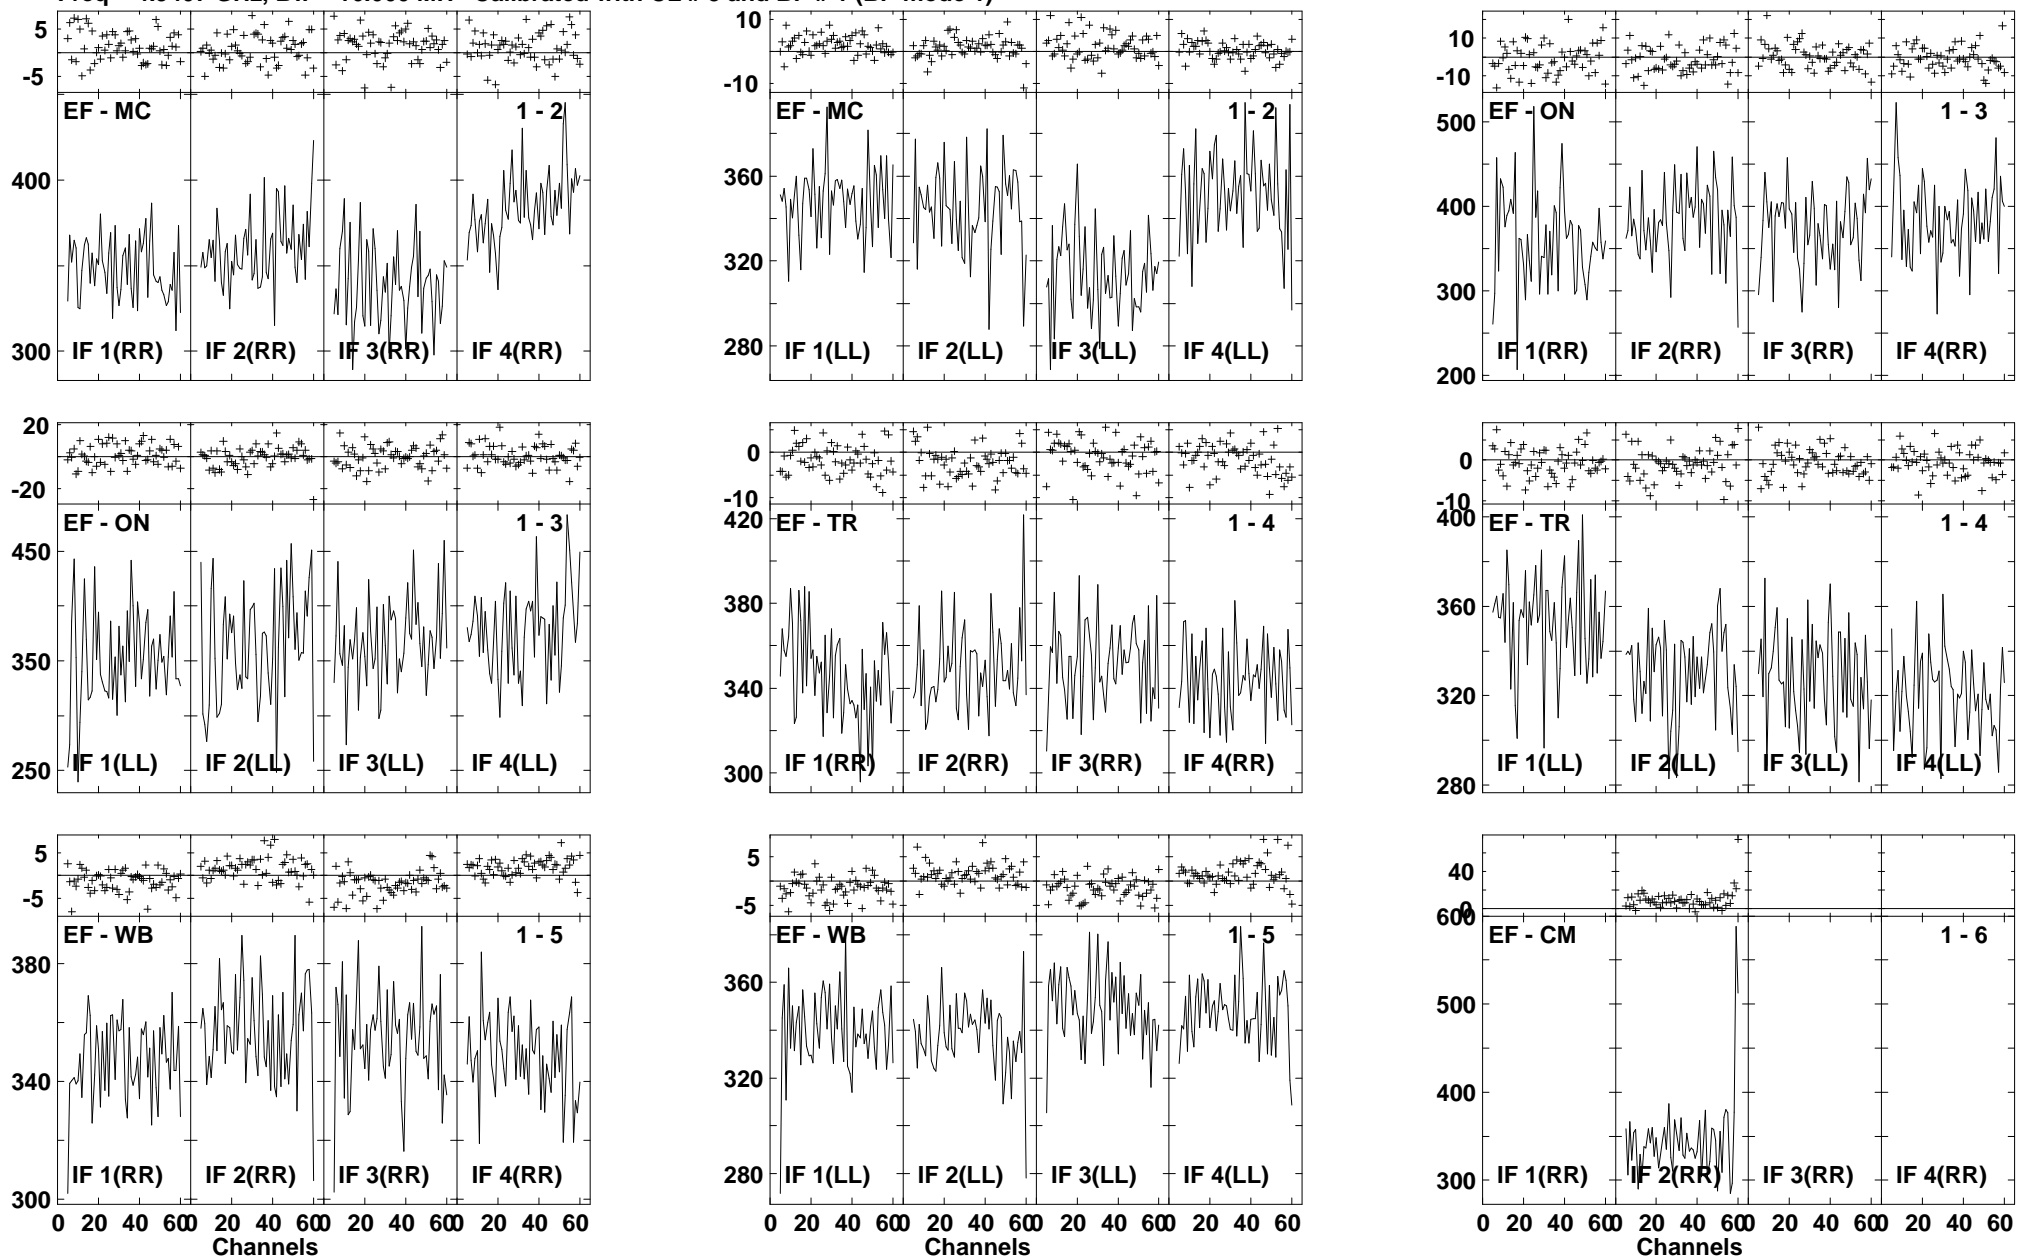 5
-5
EF - MC
1 - 2
400
300
IF 1(RR)
IF 2(RR)
IF 3(RR)
IF 4(RR)
10
-10
EF - MC
1 - 2
360
320
280
IF 1(LL)
IF 2(LL)
IF 3(LL)
IF 4(LL)
10
-10
EF - ON
1 - 3
500
400
300
200
IF 1(RR)
IF 2(RR)
IF 3(RR)
IF 4(RR)
20
-20
EF - ON
1 - 3
450
350
250
IF 1(LL)
IF 2(LL)
IF 3(LL)
IF 4(LL)
0
-10
EF - TR
1 - 4
420
380
340
300
IF 1(RR)
IF 2(RR)
IF 3(RR)
IF 4(RR)
0
-10
EF - TR
1 - 4
400
360
320
280
IF 1(LL)
IF 2(LL)
IF 3(LL)
IF 4(LL)
5
-5
EF - WB
1 - 5
380
340
300
IF 1(RR)
IF 2(RR)
IF 3(RR)
IF 4(RR)
0 20 40 60 0 20 40 60 0 20 40 60 0 20 40 60
Channels
5
-5
EF - WB
1 - 5
360
320
280
IF 1(LL)
IF 2(LL)
IF 3(LL)
IF 4(LL)
0 20 40 60 0 20 40 60 0 20 40 60 0 20 40 60
Channels
40
0
EF - CM
1 - 6
600
500
400
300
IF 1(RR)
IF 2(RR)
IF 3(RR)
IF 4(RR)
0 20 40 60 0 20 40 60 0 20 40 60 0 20 40 60
Channels